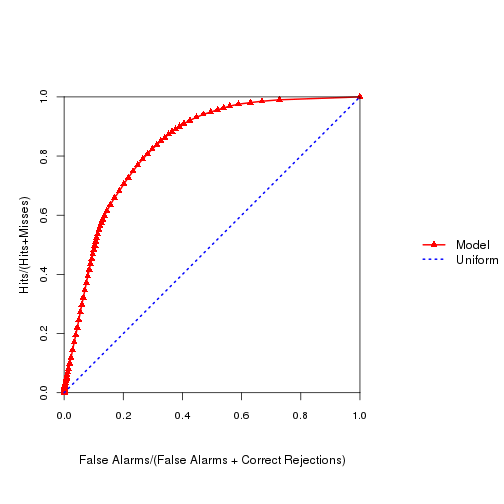 Hits/(Hits+Misses)
1.0
0.8
0.6
0.4
0.2
0.0
0.0 0.2 0.4 0.6 0.8 1.0
False Alarms/(False Alarms + Correct Rejections)
Model
Uniform